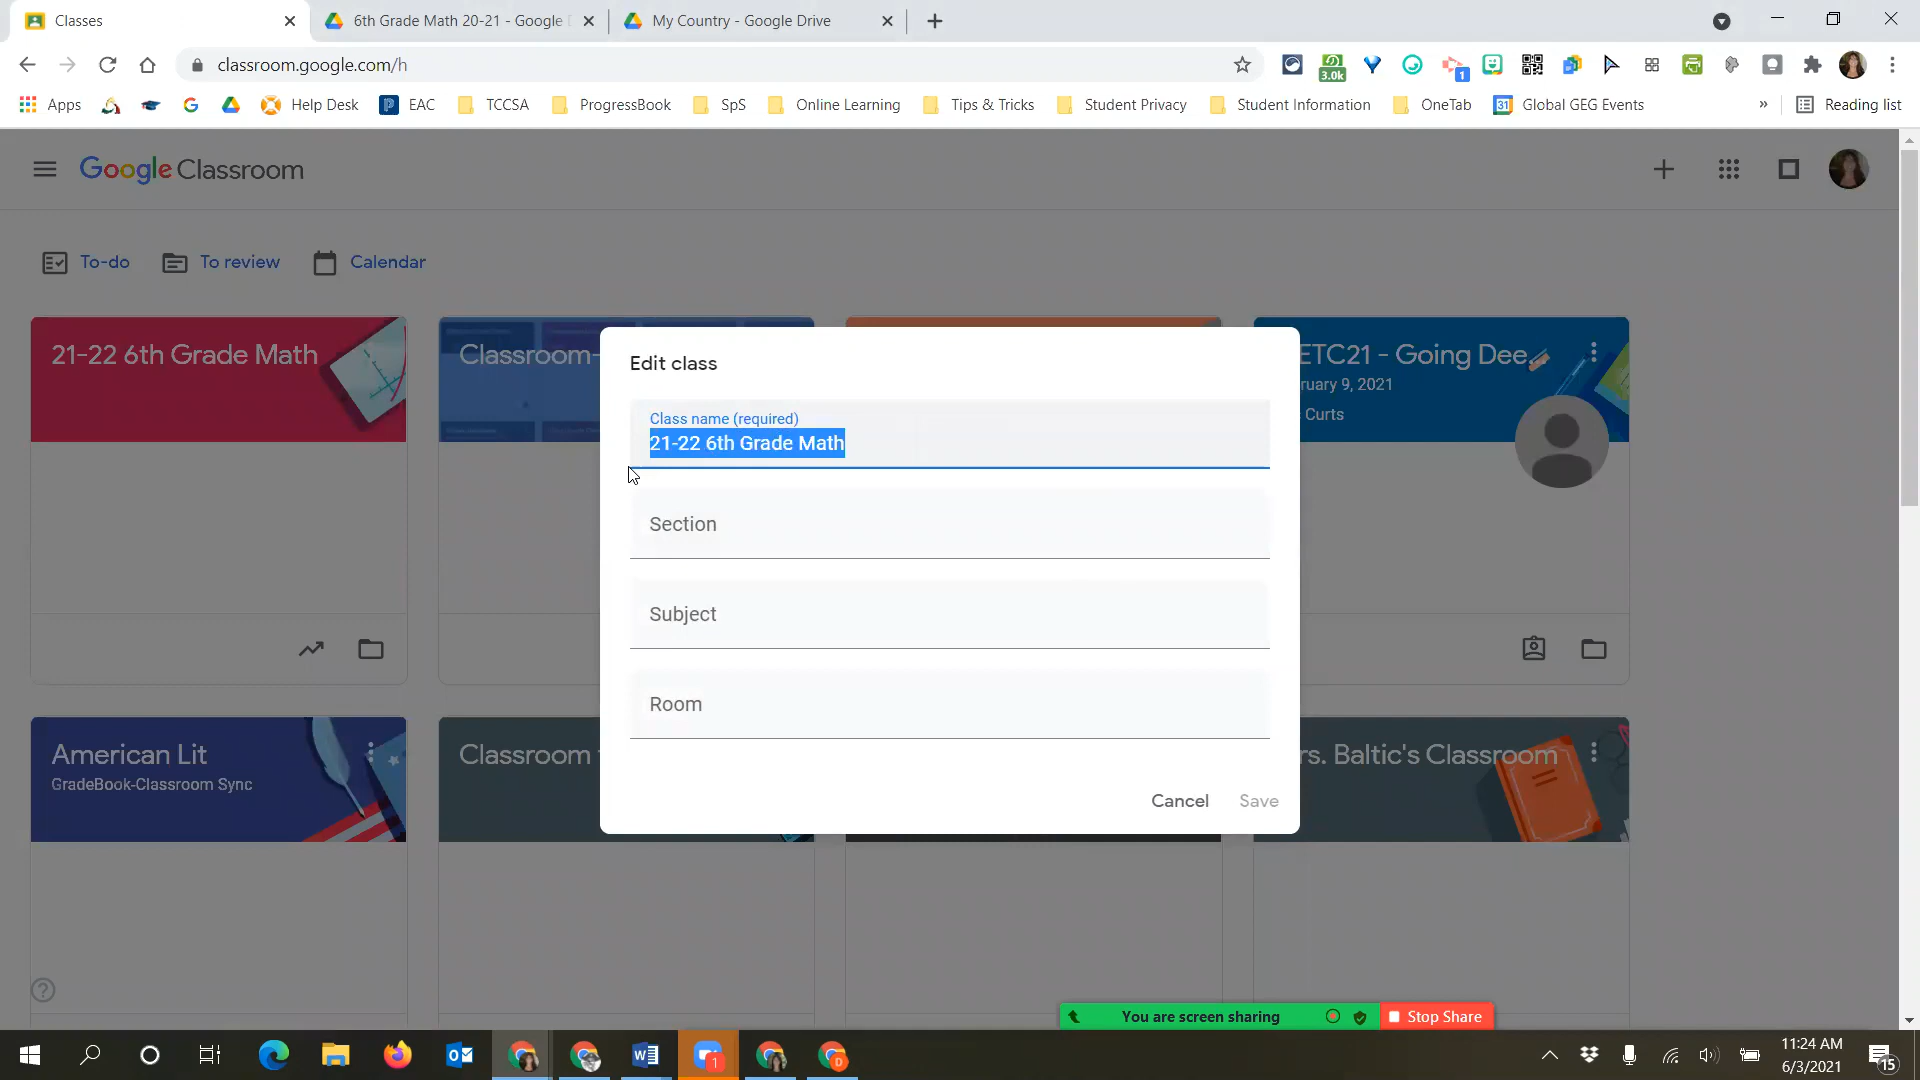 Classes
6th Grade Math 20-21 - Google
My Country - Google Drive
classroom.google.com/h
3.0k
1
Apps
Help Desk
EAC
TCCSA
ProgressBook
SpS
Online Learning
Tips & Tricks
Student Privacy
Student Information
OneTab
31
Global GEG Events
»
Reading list
Google Classroom
To-do
To review
Calendar
21-22 6th Grade Math
Classroom-
ETC21 - Going Dee...
ruary 9, 2021
Curts
Edit class
Class name (required)
21-22 6th Grade Math
Section
Subject
Room
Cancel
Save
American Lit
GradeBook-Classroom Sync
Classroom
rs. Baltic's Classroom
You are screen sharing
Stop Share
1
11:24 AM
6/3/2021
15